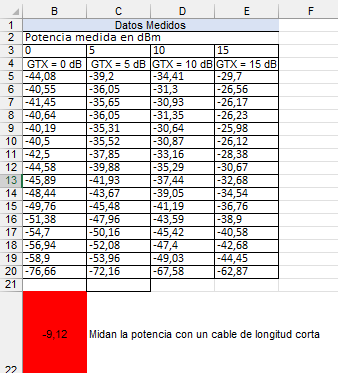 B C D E F
1 Datos Medidos
2 Potencia medida en dBm
3 0 5 10 15
4 GTX = 0 dB GTX = 5 dB GTX = 10 dB GTX = 15 dB
5 -44,08 -39,2 -34,41 -29,7
6 -40,55 -36,05 -31,3 -26,56
7 -41,45 -35,65 -30,93 -26,17
8 -40,64 -36,05 -31,35 -26,23
9 -40,19 -35,31 -30,64 -25,98
10 -40,5 -35,52 -30,87 -26,12
11 -42,5 -37,85 -33,16 -28,38
12 -44,58 -39,88 -35,29 -30,67
13 -45,89 -41,93 -37,44 -32,68
14 -48,44 -43,67 -39,05 -34,54
15 -49,76 -45,48 -41,19 -36,76
16 -51,38 -47,96 -43,59 -38,9
17 -54,7 -50,16 -45,42 -40,58
18 -56,94 -52,08 -47,4 -42,68
19 -58,9 -53,96 -49,03 -44,45
20 -76,66 -72,16 -67,58 -62,87
21
-9,12 Midan la potencia con un cable de longitud corta
22